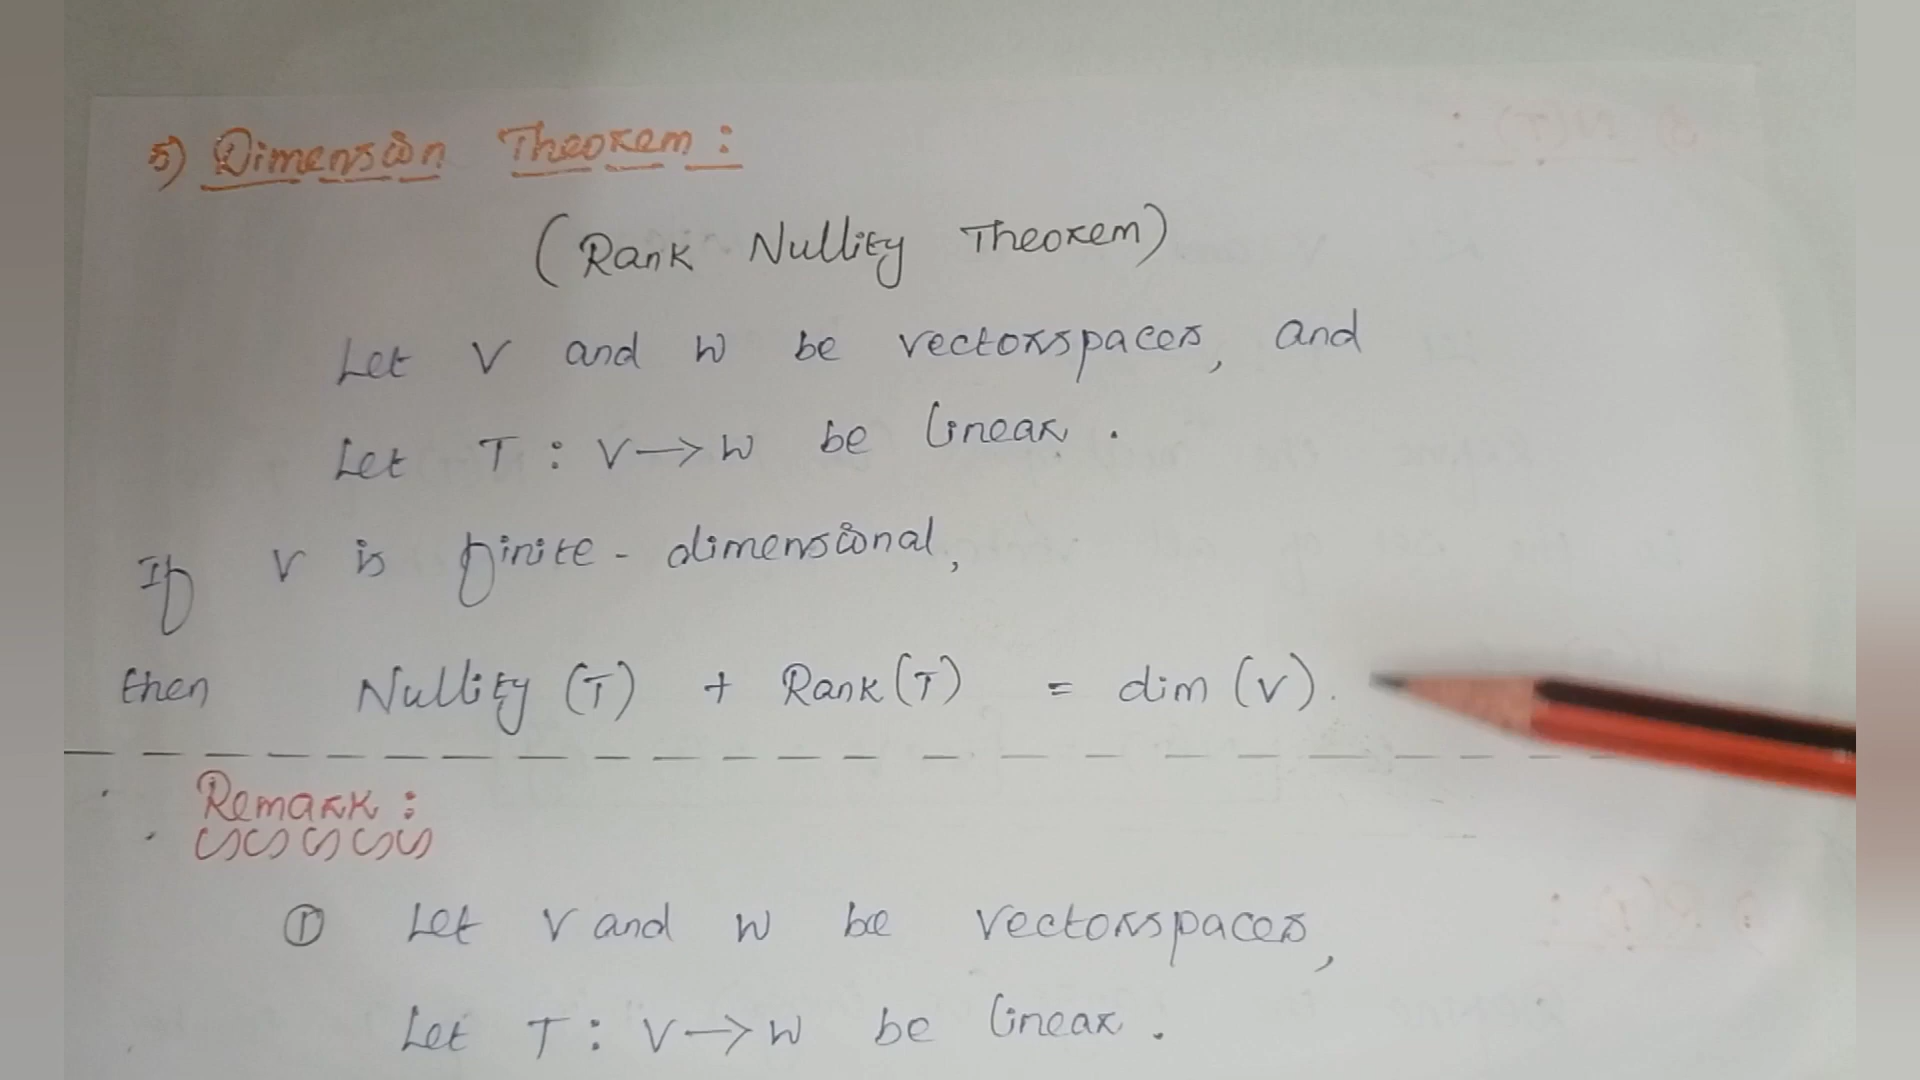 5) Dimension Theorem :
(Rank Nullity Theorem)
Let V and W be vectorspaces, and
Let T : V → W be linear.
If V is finite - dimensional,
then Nullity (T) + Rank (T) = dim (V).
Remark :
① Let V and W be vectorspaces,
Let T : V → W be linear.